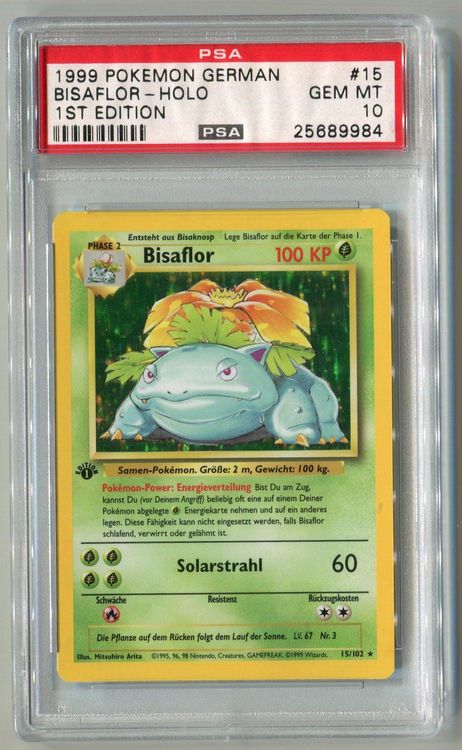 PSA
1999 POKEMON GERMAN #15
BISAFLOR-HOLO GEM MT
1ST EDITION 10
PSA 25689984
Entsteht aus Bisaknosp Lege Bisaflor auf die Karte der Phase 1.
PHASE 2
Bisaflor 100 KP
EDITION
1
Samen-Pokémon. Größe: 2 m, Gewicht: 100 kg.
Pokémon-Power: Energieverteilung Bist Du am Zug,
kannst Du (vor Deinem Angriff) beliebig oft eine auf einem Deiner
Pokémon abgelegte Energiekarte nehmen und auf ein anderes
legen. Diese Fähigkeit kann nicht eingesetzt werden, falls Bisaflor
schlafend, verwirrt oder gelähmt ist.
Solarstrahl 60
Schwäche Resistenz Rückzugskosten
Die Pflanze auf dem Rücken folgt dem Lauf der Sonne. LV. 67 Nr. 3
Illus. Mitsuhiro Arita ©1995, 96, 98 Nintendo, Creatures, GAMEFREAK. ©1999 Wizards. 15/102 ★